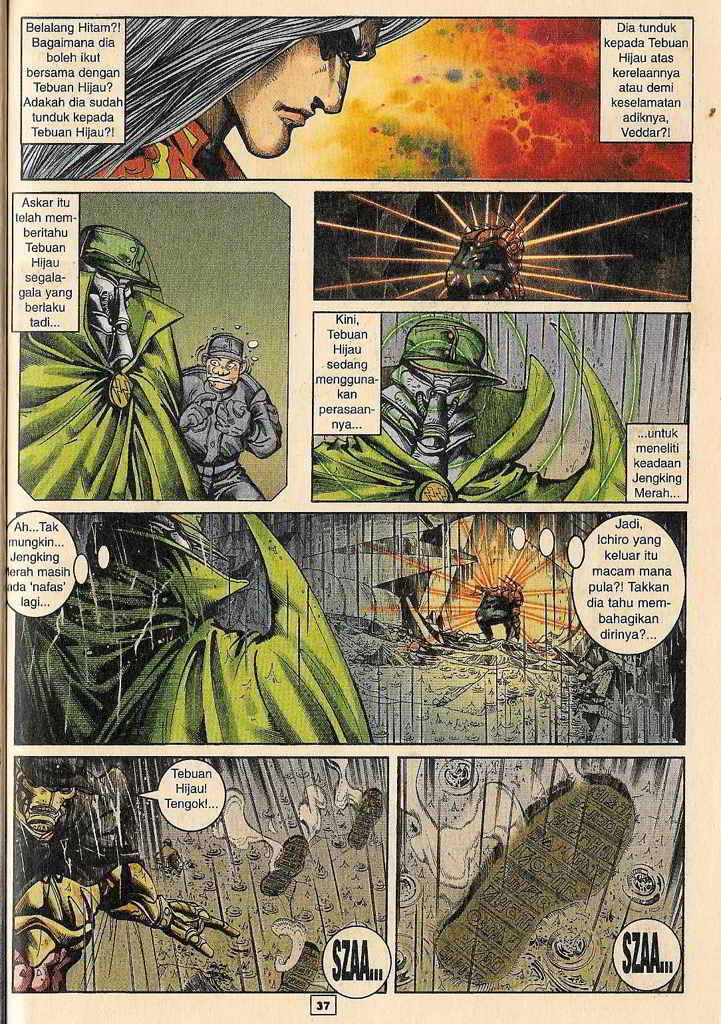 Belalang Hitam?!
Bagaimana dia
boleh ikut
bersama dengan
Tebuan Hijau?
Adakah dia sudah
tunduk kepada
Tebuan Hijau?!
Dia tunduk
kepada Tebuan
Hijau atas
kerelaannya
atau demi
keselamatan
adiknya,
Veddar?!
Askar itu
telah mem-
beritahu
Tebuan
Hijau
segala-
gala yang
berlaku
tadi...
Kini,
Tebuan
Hijau
sedang
mengguna-
kan
perasaan-
nya...
...untuk
meneliti
keadaan
Jengking
Merah...
Ah...Tak
mungkin...
Jengking
Merah masih
ada 'nafas'
lagi...
Jadi,
Ichiro yang
keluar itu
macam mana
pula?! Takkan
dia tahu mem-
bahagikan
dirinya?...
Tebuan
Hijau!
Tengok!...
SZAA...
SZAA...
37